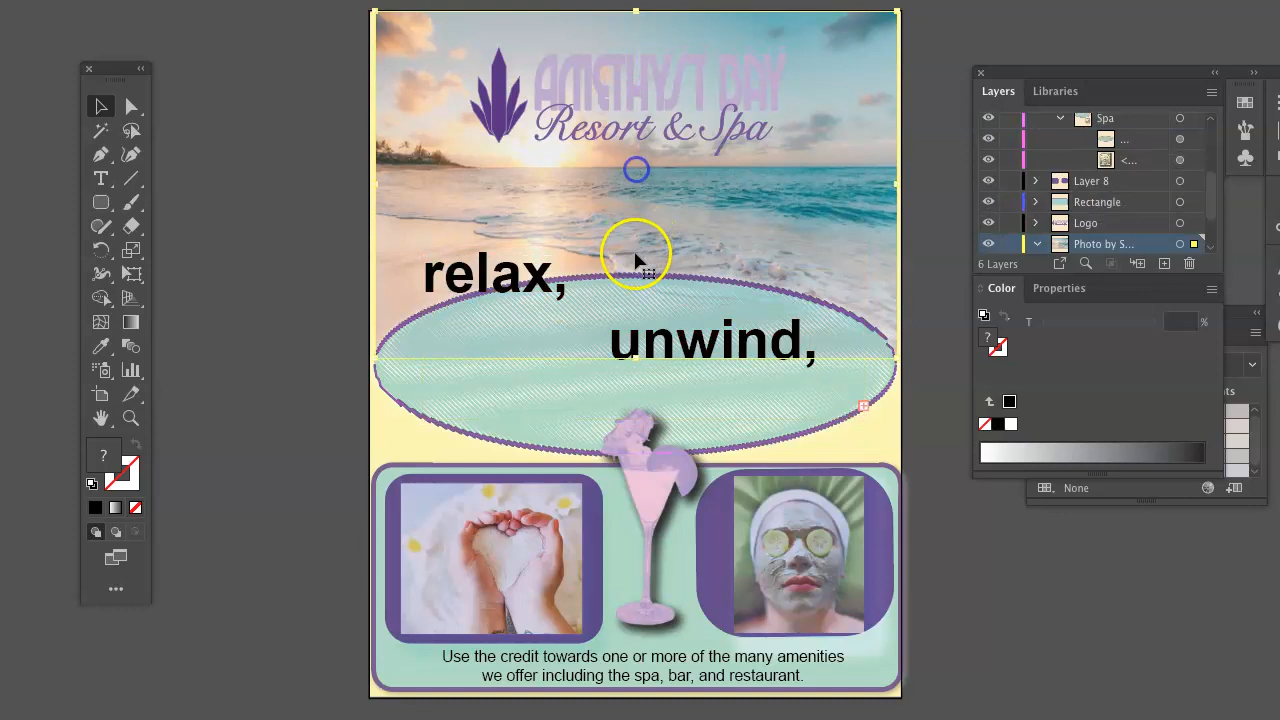 AMETHYST BAY
Resort & Spa
relax,
unwind,
Use the credit towards one or more of the many amenities
we offer including the spa, bar, and restaurant.
Layers
Libraries
Spa
...
<...
Layer 8
Rectangle
Logo
Photo by S...
6 Layers
Color
Properties
T
%
?
None
nts
?